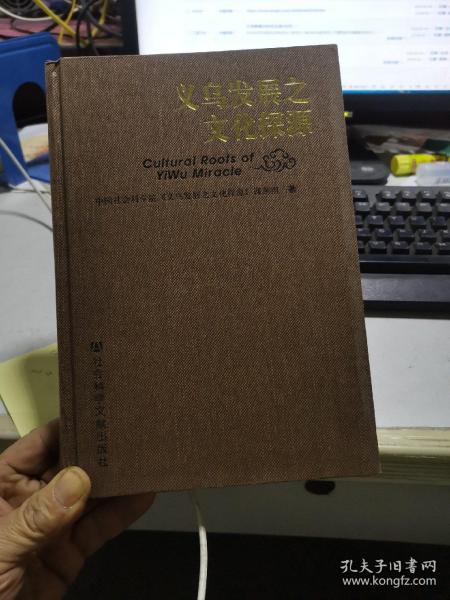 义乌发展之
文化探源
Cultural Roots of
YiWu Miracle
中国社会科学院《义乌发展之文化探源》课题组 著
社会科学文献出版社
孔夫子旧书网
www.kongfz.com